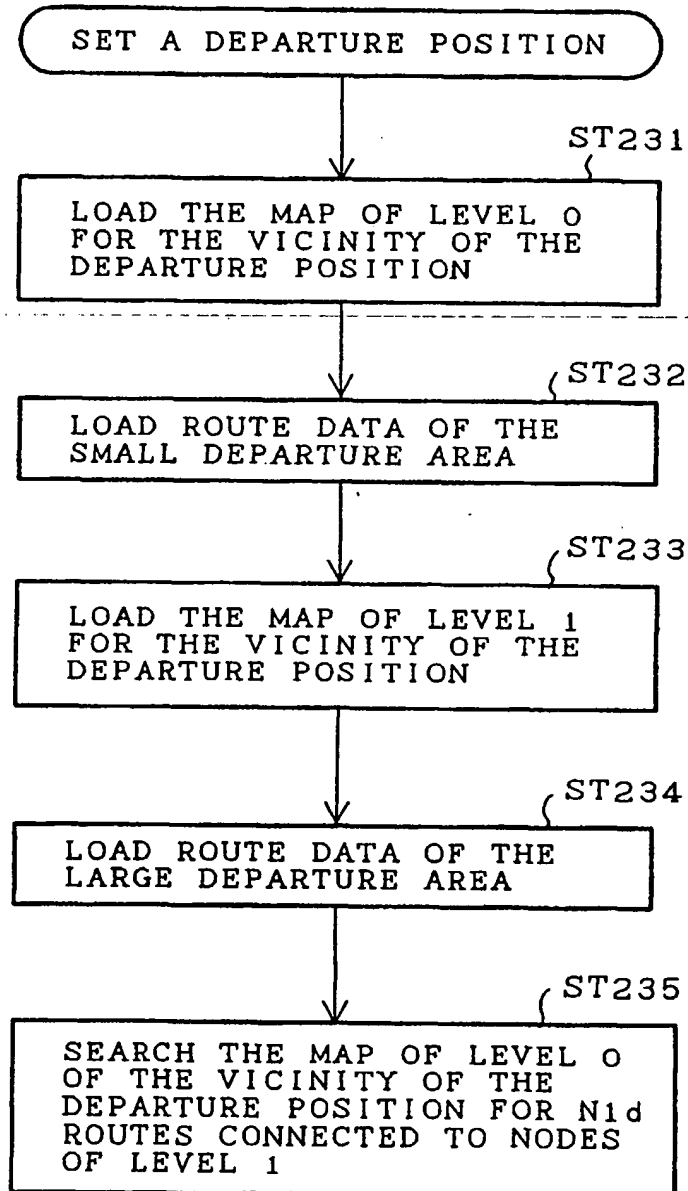 SET A DEPARTURE POSITION
ST231
LOAD THE MAP OF LEVEL 0
FOR THE VICINITY OF THE
DEPARTURE POSITION
ST232
LOAD ROUTE DATA OF THE
SMALL DEPARTURE AREA
ST233
LOAD THE MAP OF LEVEL 1
FOR THE VICINITY OF THE
DEPARTURE POSITION
ST234
LOAD ROUTE DATA OF THE
LARGE DEPARTURE AREA
ST235
SEARCH THE MAP OF LEVEL 0
OF THE VICINITY OF THE
DEPARTURE POSITION FOR N1d
ROUTES CONNECTED TO NODES
OF LEVEL 1